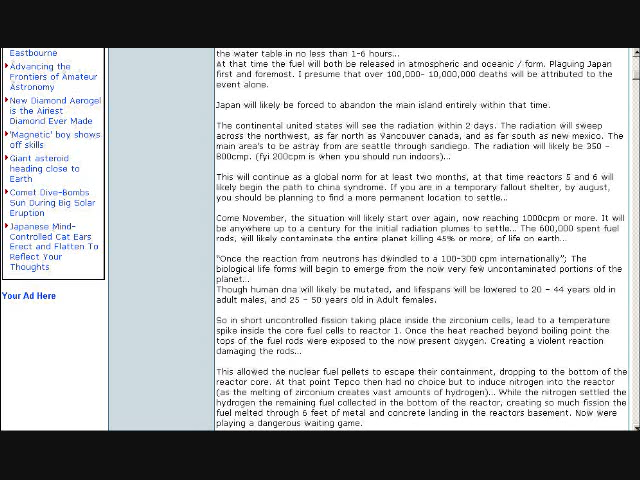 Eastbourne
Advancing the
Frontiers of Amateur
Astronomy
New Diamond Aerogel
is the Airiest
Diamond Ever Made
'Magnetic' boy shows
off skills
Giant asteroid
heading close to
Earth
Comet Dive-Bombs
Sun During Big Solar
Eruption
Japanese Mind-
Controlled Cat Ears
Erect and Flatten To
Reflect Your
Thoughts
Your Ad Here
the water table in no less than 1-6 hours...
At that time the fuel will both be released in atmospheric and oceanic / form. Plaguing Japan
first and foremost. I presume that over 100,000- 10,000,000 deaths will be attributed to the
event alone.
Japan will likely be forced to abandon the main island entirely within that time.
The continental united states will see the radiation within 2 days. The radiation will sweep
across the northwest, as far north as Vancouver canada, and as far south as new mexico. The
main area's to be astray from are seattle through sandiego. The radiation will likely be 350 -
800cmp. (fyi 200cpm is when you should run indoors)...
This will continue as a global norm for at least two months, at that time reactors 5 and 6 will
likely begin the path to china syndrome. If you are in a temporary fallout shelter, by august,
you should be planning to find a more permanent location to settle...
Come November, the situation will likely start over again, now reaching 1000cpm or more. It will
be anywhere up to a century for the initial radiation plumes to settle... The 600,000 spent fuel
rods, will likely contaminate the entire planet killing 45% or more, of life on earth...
"Once the reaction from neutrons has dwindled to a 100-300 cpm internationally"; The
biological life forms will begin to emerge from the now very few uncontaminated portions of the
planet...
Though human dna will likely be mutated, and lifespans will be lowered to 20 - 44 years old in
adult males, and 25 - 50 years old in Adult females.
So in short uncontrolled fission taking place inside the zirconium cells, lead to a temperature
spike inside the core fuel cells to reactor 1. Once the heat reached beyond boiling point the
tops of the fuel rods were exposed to the now present oxygen. Creating a violent reaction
damaging the rods...
This allowed the nuclear fuel pellets to escape their containment, dropping to the bottom of the
reactor core. At that point Tepco then had no choice but to induce nitrogen into the reactor
(as the melting of zirconium creates vast amounts of hydrogen)... While the nitrogen settled the
hydrogen the remaining fuel collected in the bottom of the reactor, creating so much fission the
fuel melted through 6 feet of metal and concrete landing in the reactors basement. Now were
playing a dangerous waiting game.